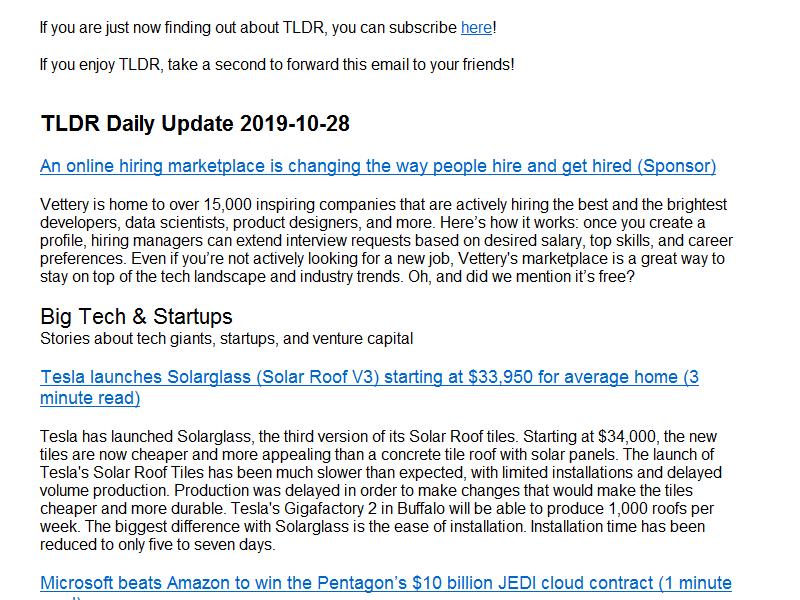 If you are just now finding out about TLDR, you can subscribe here!
If you enjoy TLDR, take a second to forward this email to your friends!
TLDR Daily Update 2019-10-28
An online hiring marketplace is changing the way people hire and get hired (Sponsor)
Vettery is home to over 15,000 inspiring companies that are actively hiring the best and the brightest
developers, data scientists, product designers, and more. Here’s how it works: once you create a
profile, hiring managers can extend interview requests based on desired salary, top skills, and career
preferences. Even if you’re not actively looking for a new job, Vettery's marketplace is a great way to
stay on top of the tech landscape and industry trends. Oh, and did we mention it’s free?
Big Tech & Startups
Stories about tech giants, startups, and venture capital
Tesla launches Solarglass (Solar Roof V3) starting at $33,950 for average home (3
minute read)
Tesla has launched Solarglass, the third version of its Solar Roof tiles. Starting at $34,000, the new
tiles are now cheaper and more appealing than a concrete tile roof with solar panels. The launch of
Tesla's Solar Roof Tiles has been much slower than expected, with limited installations and delayed
volume production. Production was delayed in order to make changes that would make the tiles
cheaper and more durable. Tesla's Gigafactory 2 in Buffalo will be able to produce 1,000 roofs per
week. The biggest difference with Solarglass is the ease of installation. Installation time has been
reduced to only five to seven days.
Microsoft beats Amazon to win the Pentagon’s $10 billion JEDI cloud contract (1 minute